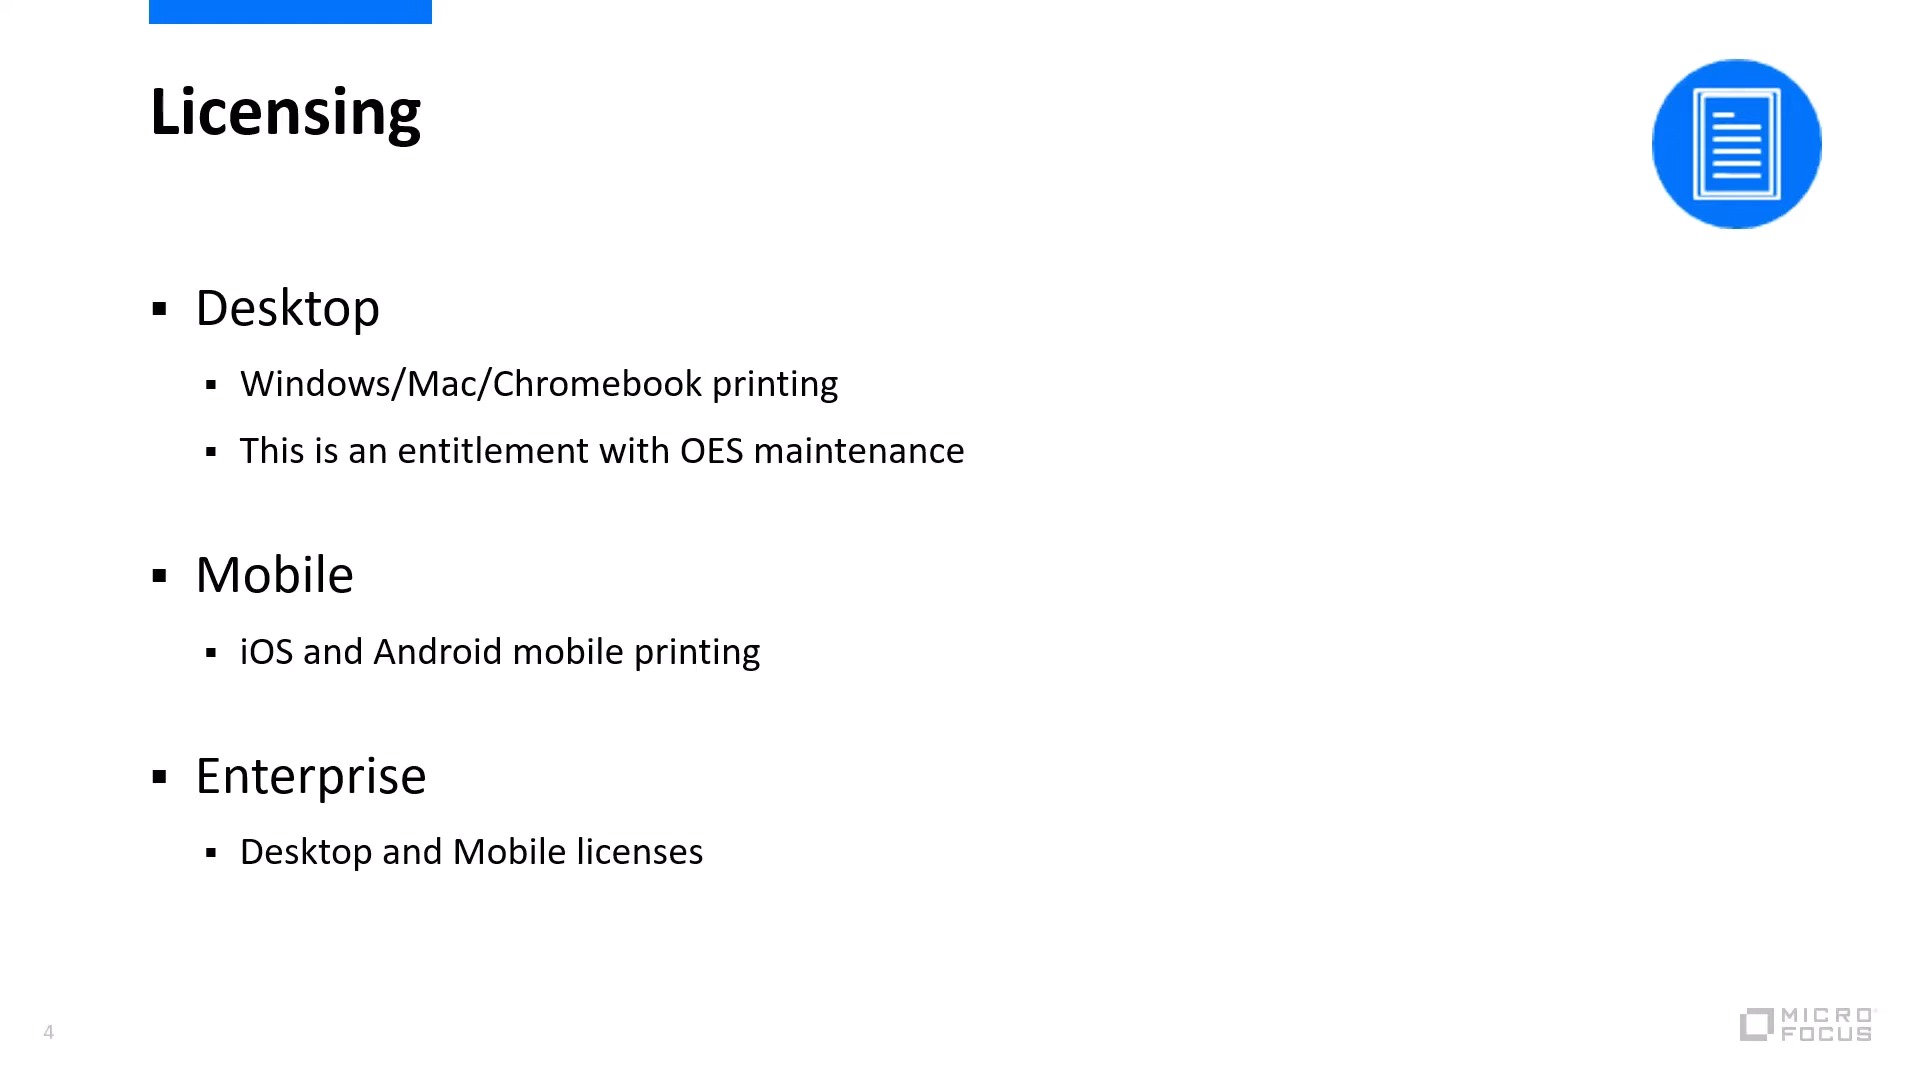 Licensing
▪ Desktop
▪ Windows/Mac/Chromebook printing
▪ This is an entitlement with OES maintenance
▪ Mobile
▪ iOS and Android mobile printing
▪ Enterprise
▪ Desktop and Mobile licenses
4
MICRO
FOCUS